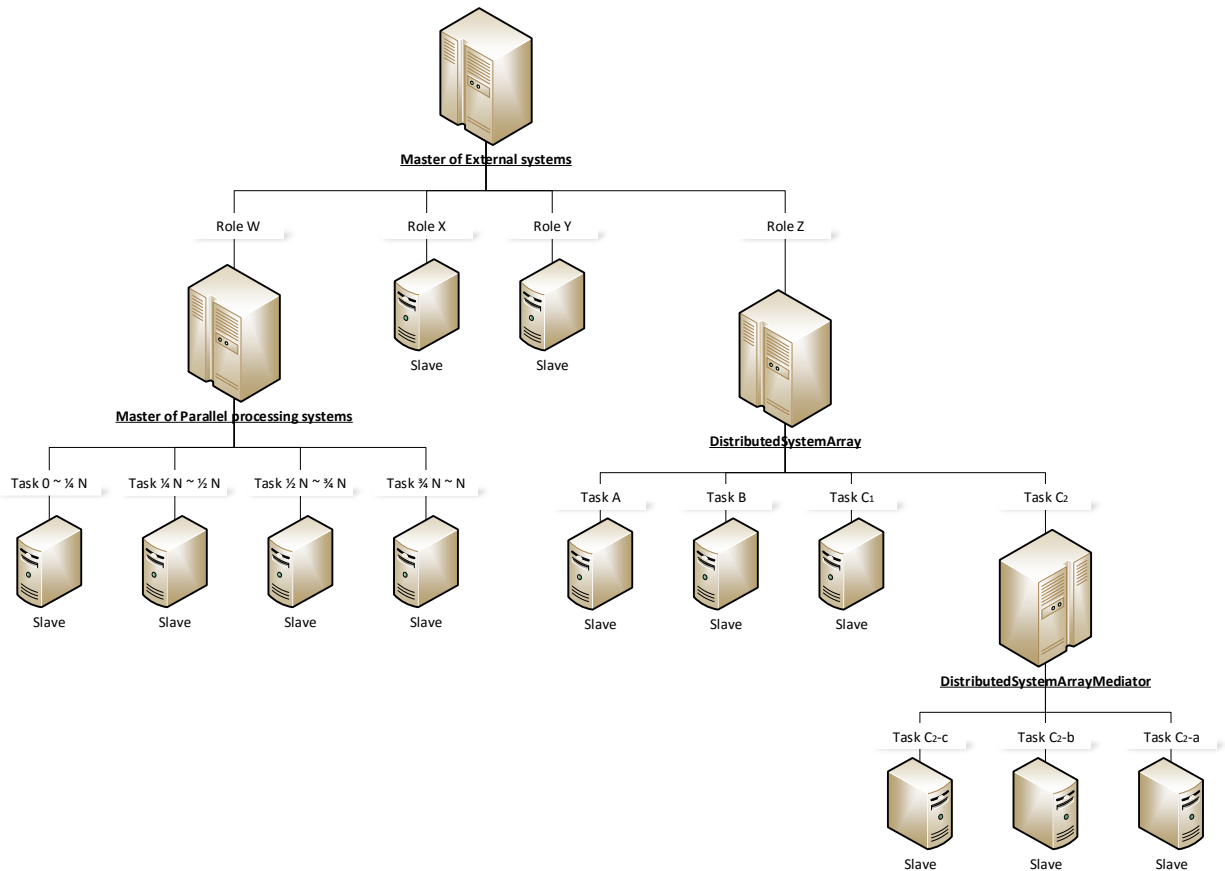 Master of External systems
Role W
Role X
Role Y
Role Z
Slave
Slave
Master of Parallel processing systems
DistributedSystemArray
Task 0 ~ ¼ N
Task ¼ N ~ ½ N
Task ½ N ~ ¾ N
Task ¾ N ~ N
Task A
Task B
Task C₁
Task C₂
Slave
Slave
Slave
Slave
Slave
Slave
Slave
DistributedSystemArrayMediator
Task C₂-c
Task C₂-b
Task C₂-a
Slave
Slave
Slave